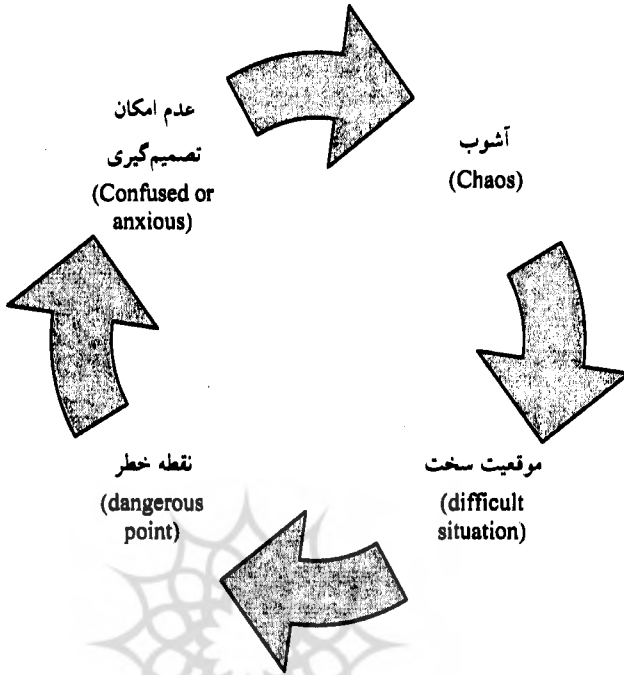 عدم امکان
تصمیم‌گیری
(Confused or
anxious)
آشوب
(Chaos)
موقعیت سخت
(difficult
situation)
نقطه خطر
(dangerous
point)